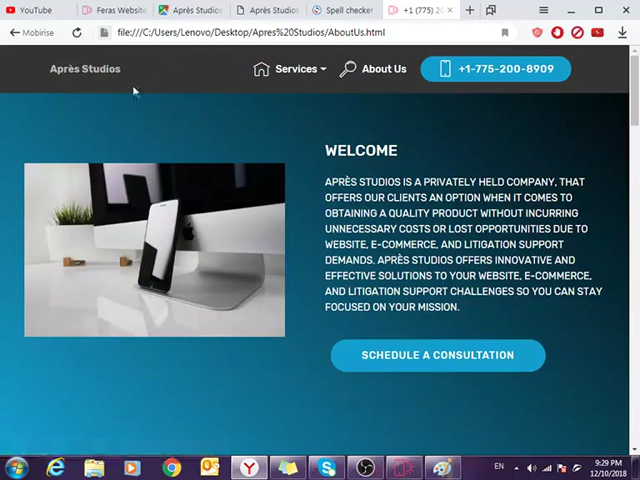 YouTube
Feras Website
Après Studios
Après Studios
Spell checker
+1 (775) 20
Mobirise
file:///C:/Users/Lenovo/Desktop/Apres%20Studios/AboutUs.html
Après Studios
Services
About Us
+1-775-200-8909
WELCOME
APRÈS STUDIOS IS A PRIVATELY HELD COMPANY, THAT
OFFERS OUR CLIENTS AN OPTION WHEN IT COMES TO
OBTAINING A QUALITY PRODUCT WITHOUT INCURRING
UNNECESSARY COSTS OR LOST OPPORTUNITIES DUE TO
WEBSITE, E-COMMERCE, AND LITIGATION SUPPORT
DEMANDS. APRÈS STUDIOS OFFERS INNOVATIVE AND
EFFECTIVE SOLUTIONS TO YOUR WEBSITE, E-COMMERCE,
AND LITIGATION SUPPORT CHALLENGES SO YOU CAN STAY
FOCUSED ON YOUR MISSION.
SCHEDULE A CONSULTATION
EN
9:29 PM
12/10/2018